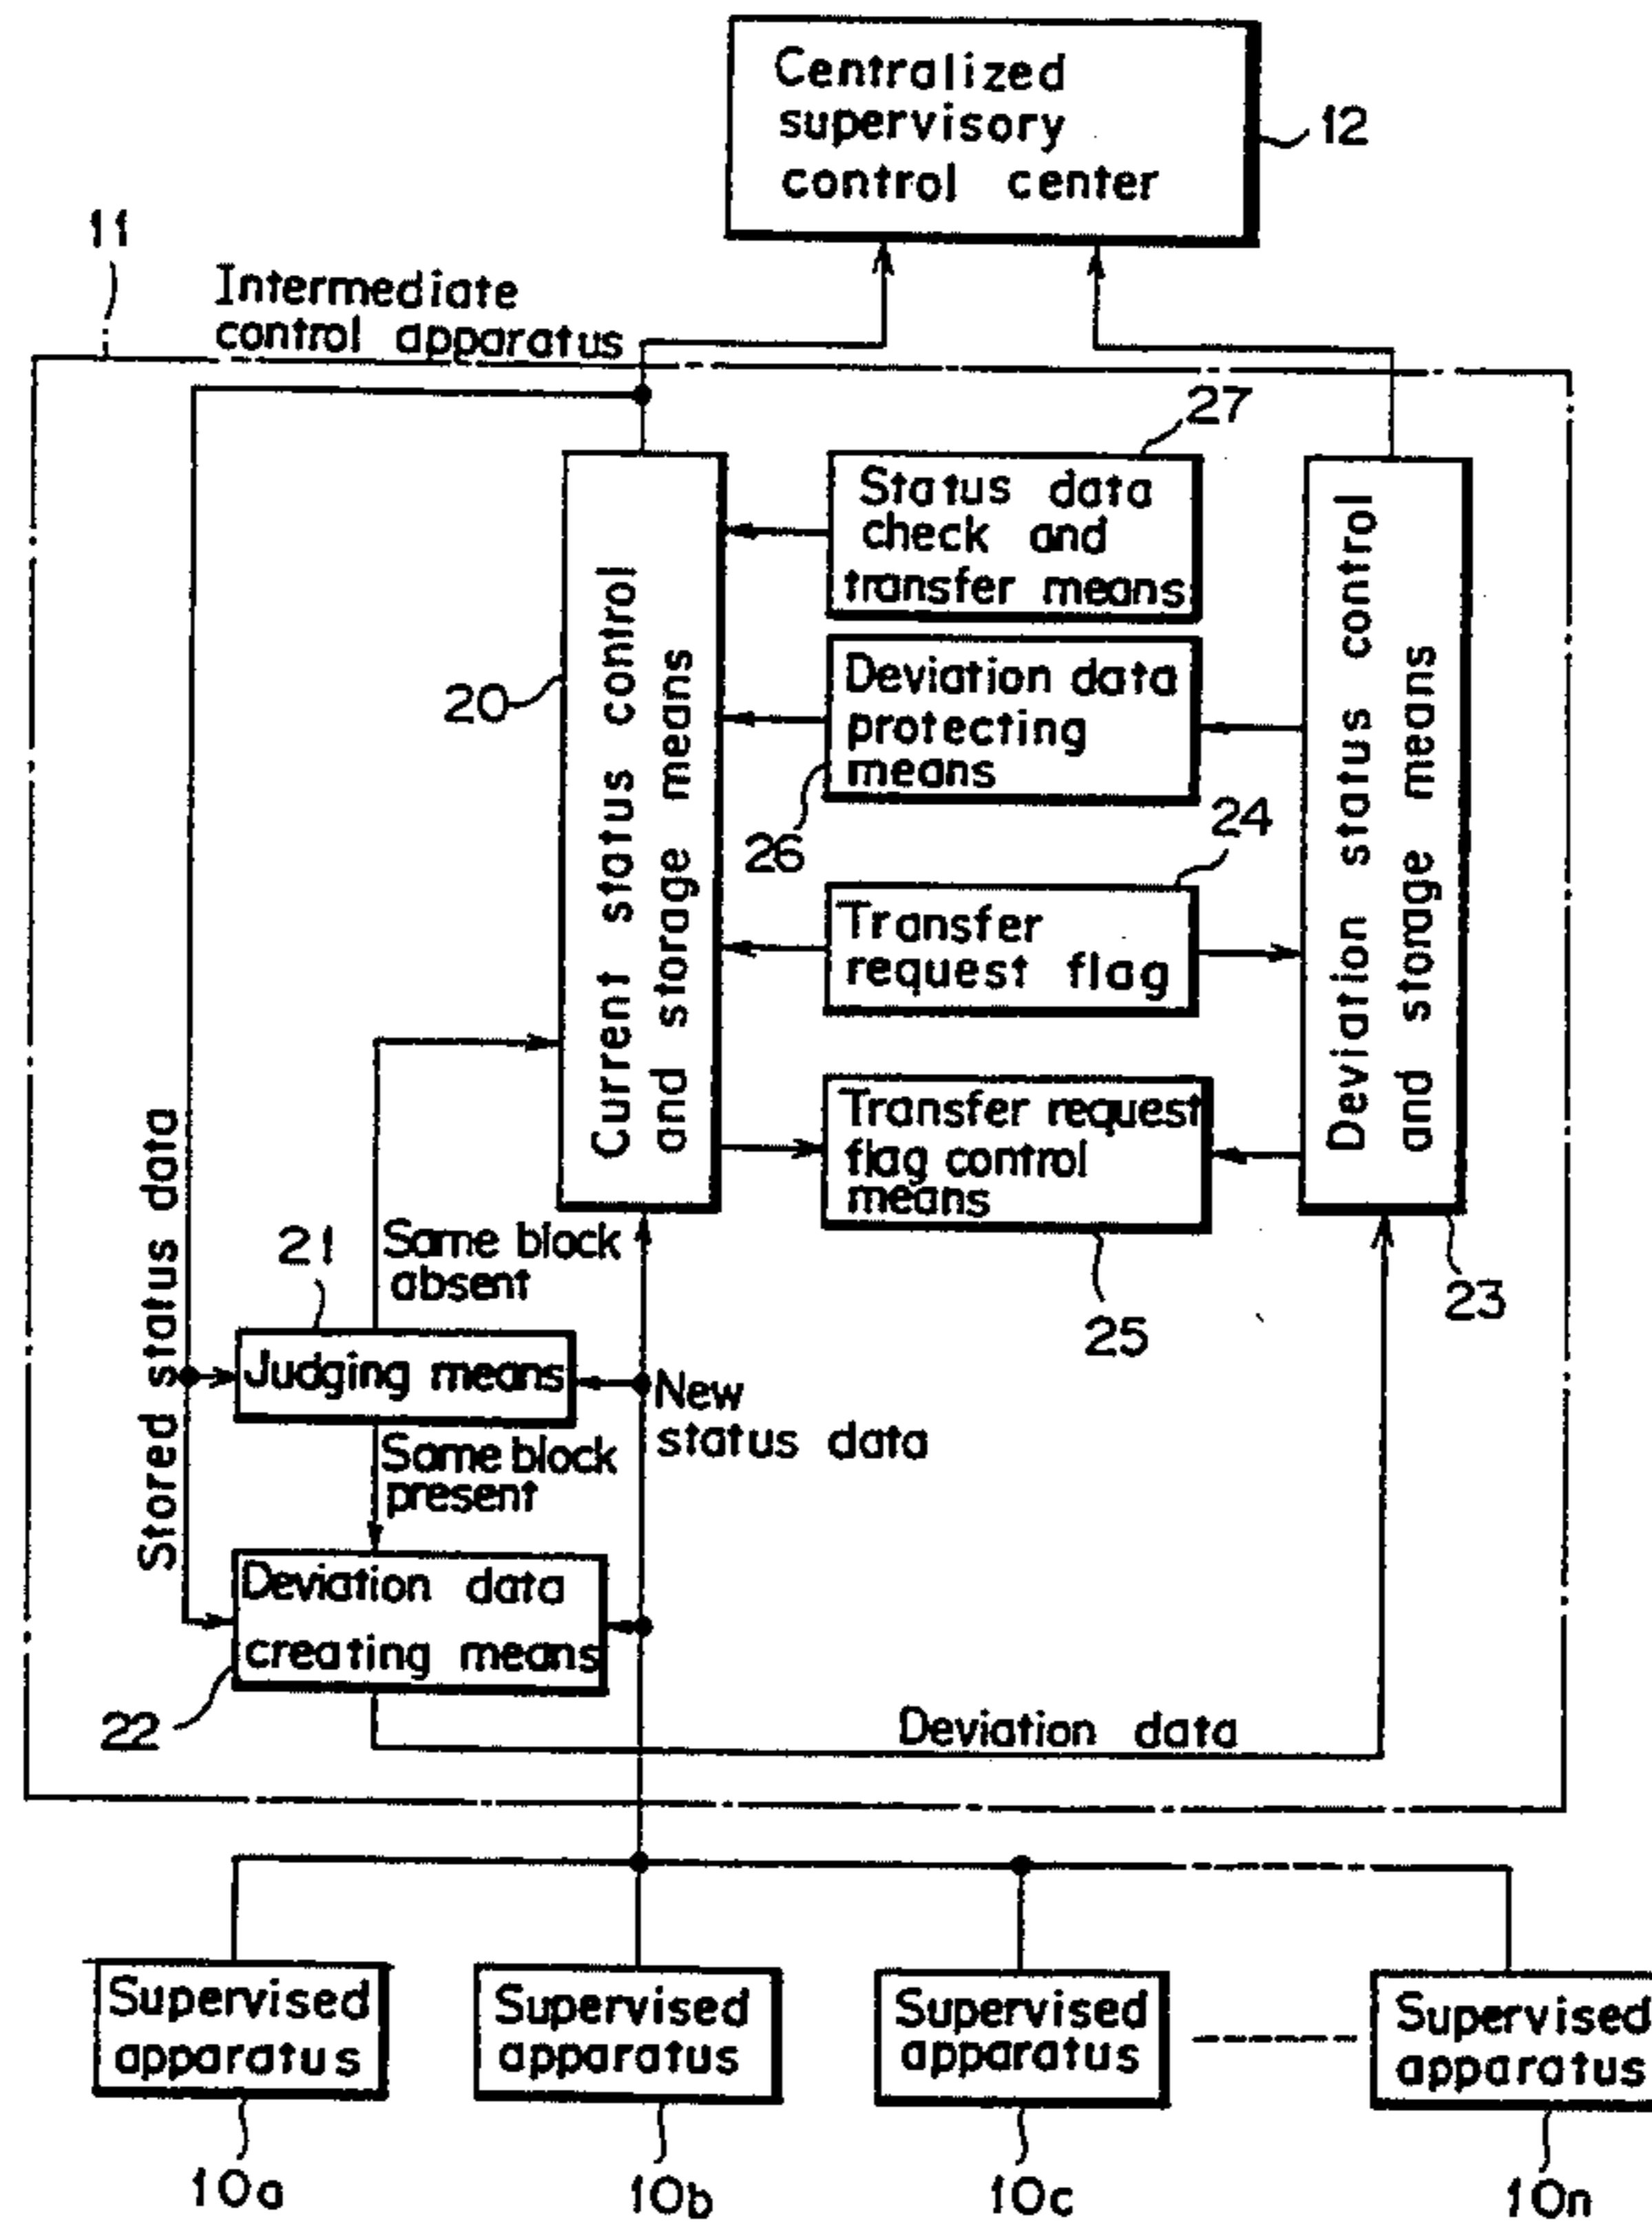 Centralized
supervisory
control center
12
11
Intermediate
control apparatus
27
Status data
check and
transfer means
20
Current status control
and storage means
Deviation data
protecting
means
26
24
Transfer
request flag
Deviation status control
and storage means
23
Transfer request
flag control
means
25
Stored status data
21
Same block
absent
Judging means
New
status data
Same block
present
Deviation data
creating means
22
Deviation data
Supervised
apparatus
10a
Supervised
apparatus
10b
Supervised
apparatus
10c
Supervised
apparatus
10n